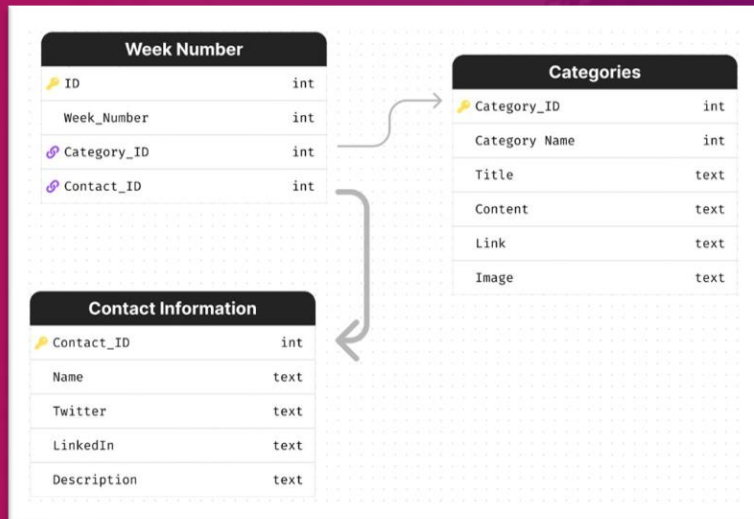 Week Number
ID int
Week_Number int
Category_ID int
Contact_ID int
Categories
Category_ID int
Category Name int
Title text
Content text
Link text
Image text
Contact Information
Contact_ID int
Name text
Twitter text
LinkedIn text
Description text